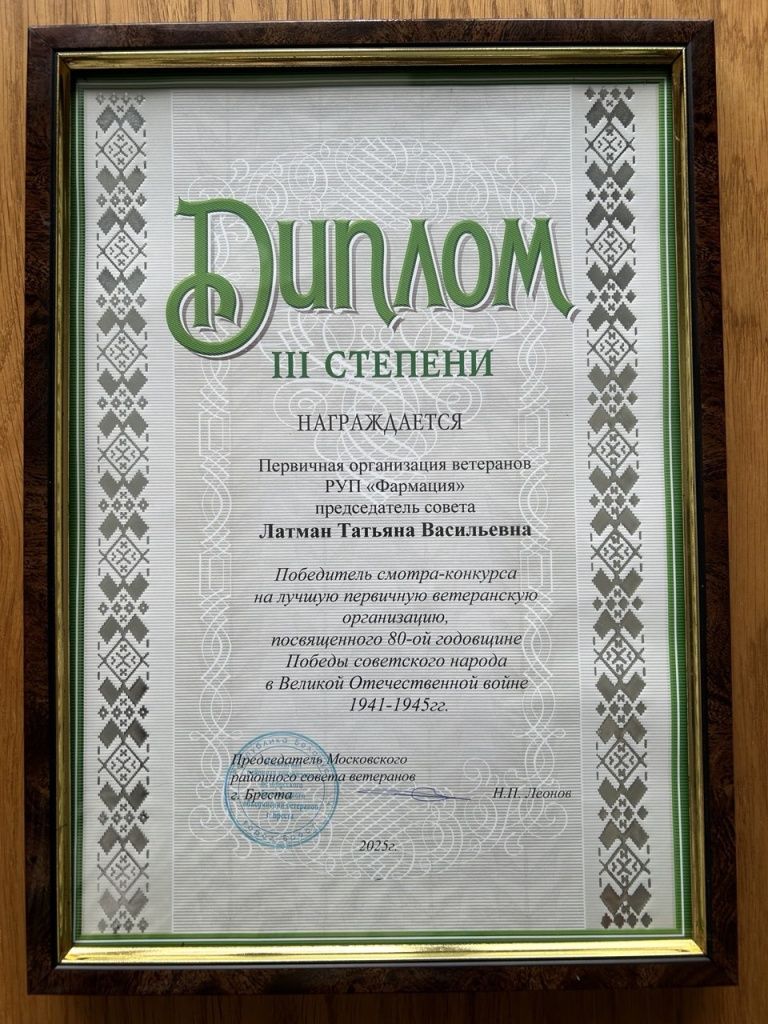 Диплом
III СТЕПЕНИ
НАГРАЖДАЕТСЯ
Первичная организация ветеранов
РУП «Фармация»
председатель совета
Латман Татьяна Васильевна
Победитель смотра-конкурса
на лучшую первичную ветеранскую
организацию,
посвященного 80-ой годовщине
Победы советского народа
в Великой Отечественной войне
1941-1945гг.
Председатель Московского
районного совета ветеранов
г. Бреста
Н.П. Леонов
2025г.